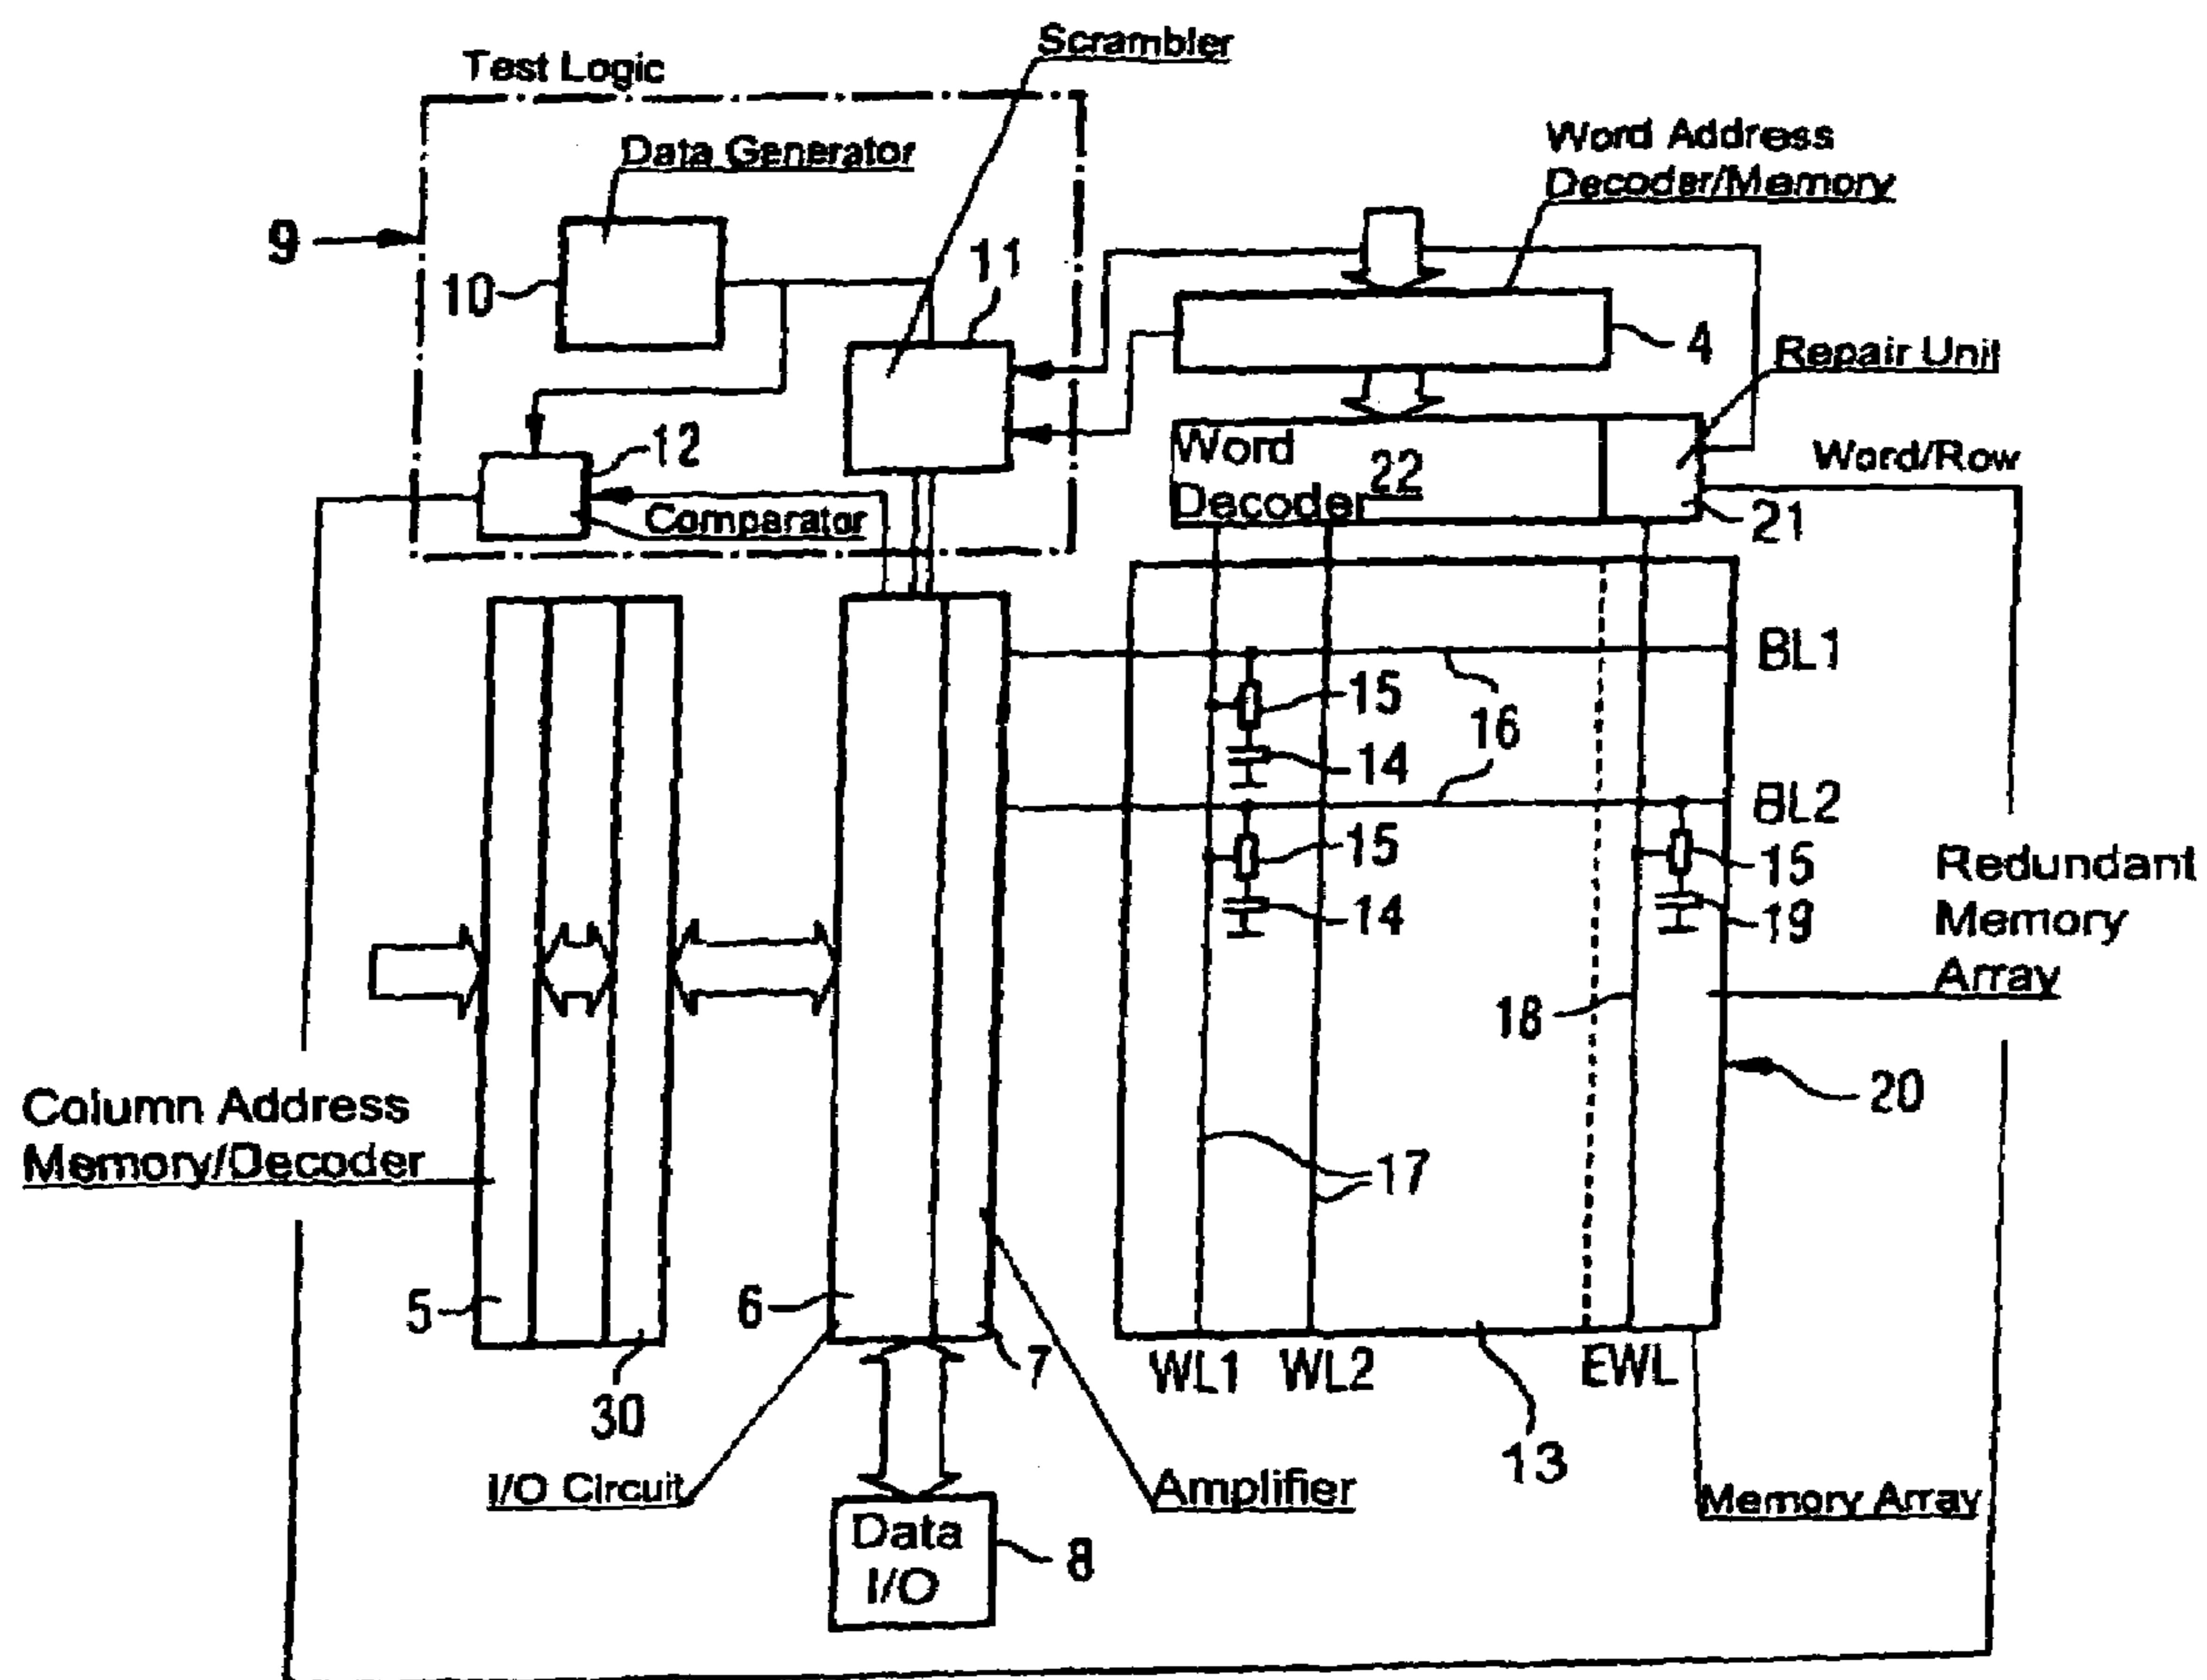 Scrambler
Test Logic
Data Generator
Word Address
Decoder/Memory
9
10
11
4
Repair Unit
12
Word
Decoder
22
Word/Row
Comparator
21
BL1
15
16
14
BL2
15
15
14
19
Redundant
Memory
Array
18
20
Column Address
Memory/Decoder
17
5
6
7
WL1
WL2
EWL
30
13
I/O Circuit
Amplifier
Memory Array
Data
I/O
8